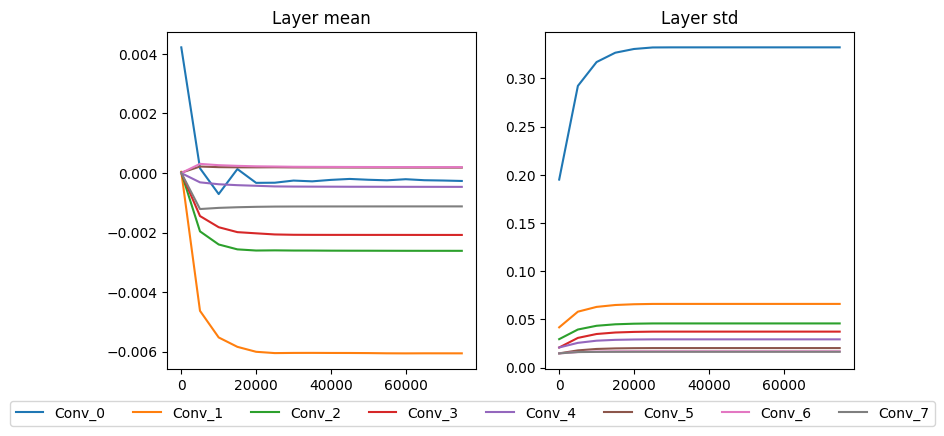 Layer mean
Layer std
0.004
0.002
0.000
−0.002
−0.004
−0.006
0 20000 40000 60000
0.30
0.25
0.20
0.15
0.10
0.05
0.00
0 20000 40000 60000
Conv_0 Conv_1 Conv_2 Conv_3 Conv_4 Conv_5 Conv_6 Conv_7